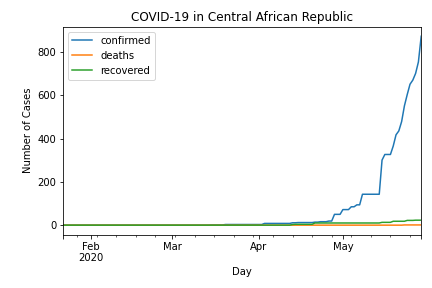 COVID-19 in Central African Republic
confirmed
deaths
recovered
Number of Cases
800
600
400
200
0
Feb
2020
Mar
Apr
May
Day